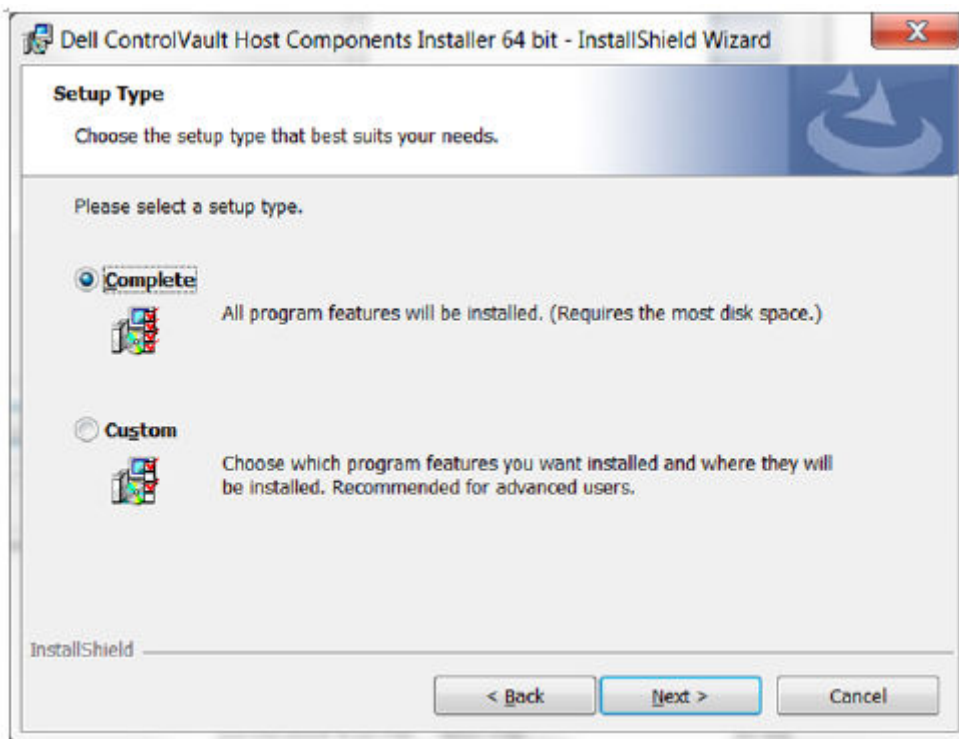 Dell ControlVault Host Components Installer 64 bit - InstallShield Wizard
Setup Type
Choose the setup type that best suits your needs.
Please select a setup type.
Complete
All program features will be installed. (Requires the most disk space.)
Custom
Choose which program features you want installed and where they will
be installed. Recommended for advanced users.
InstallShield
< Back
Next >
Cancel